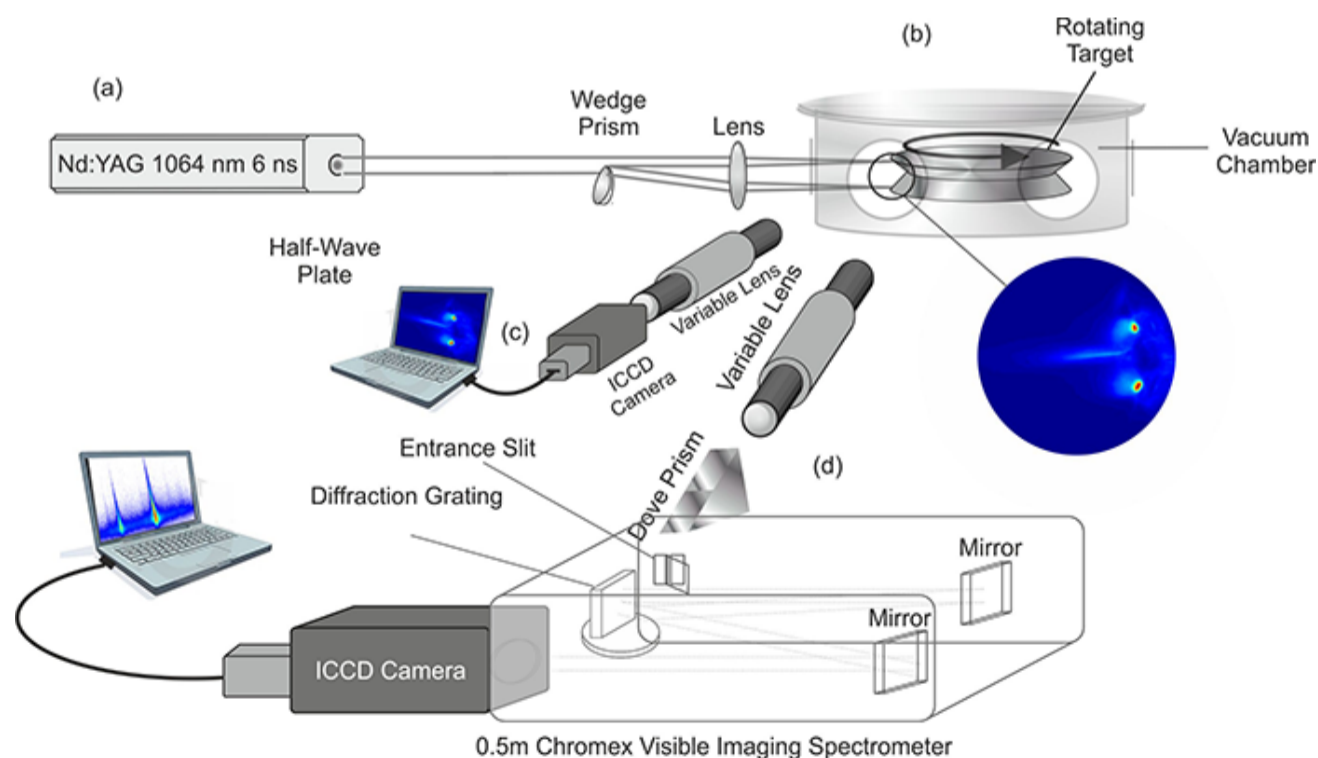 (a)
(b)
Rotating
Target
Wedge
Prism
Lens
Nd:YAG 1064 nm 6 ns
Vacuum
Chamber
Half-Wave
Plate
(c)
Variable Lens
Variable Lens
ICCD
Camera
Entrance Slit
(d)
Diffraction Grating
Dove Prism
Mirror
Mirror
ICCD Camera
0.5m Chromex Visible Imaging Spectrometer